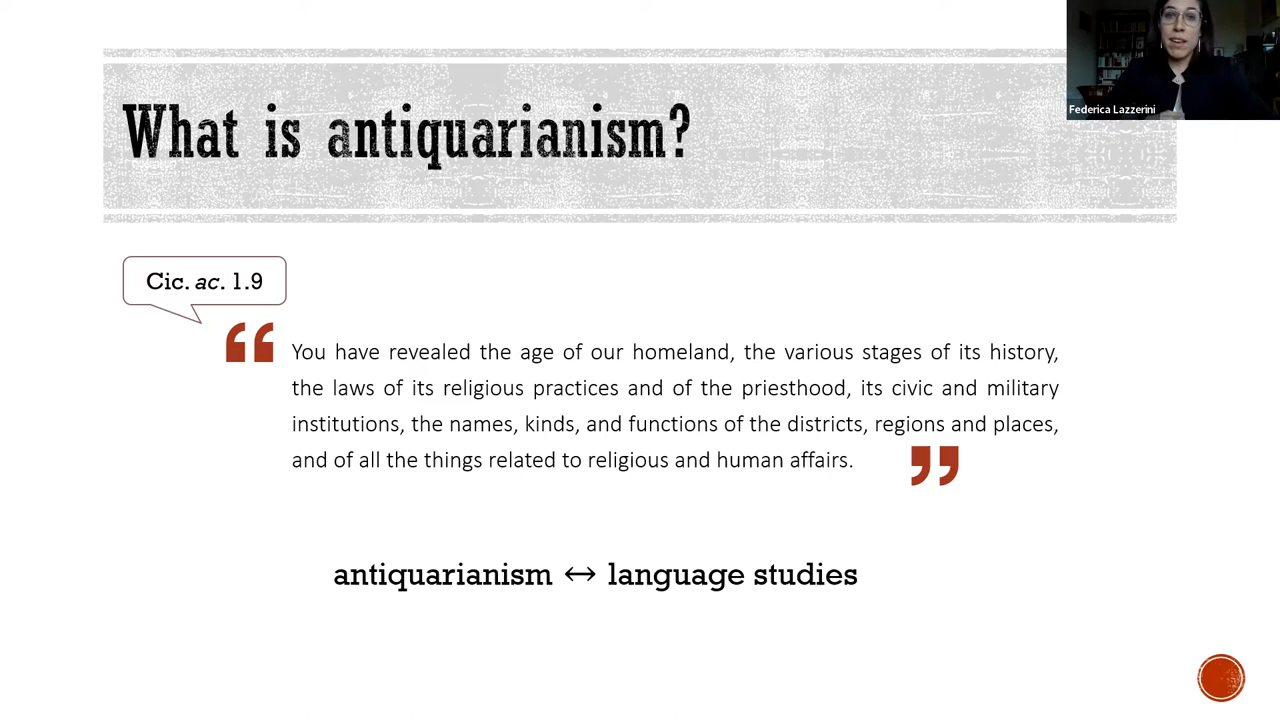 Federica Lazzerini
What is antiquarianism?
Cic. ac. 1.9
“
You have revealed the age of our homeland, the various stages of its history,
the laws of its religious practices and of the priesthood, its civic and military
institutions, the names, kinds, and functions of the districts, regions and places,
and of all the things related to religious and human affairs.
”
antiquarianism ↔ language studies